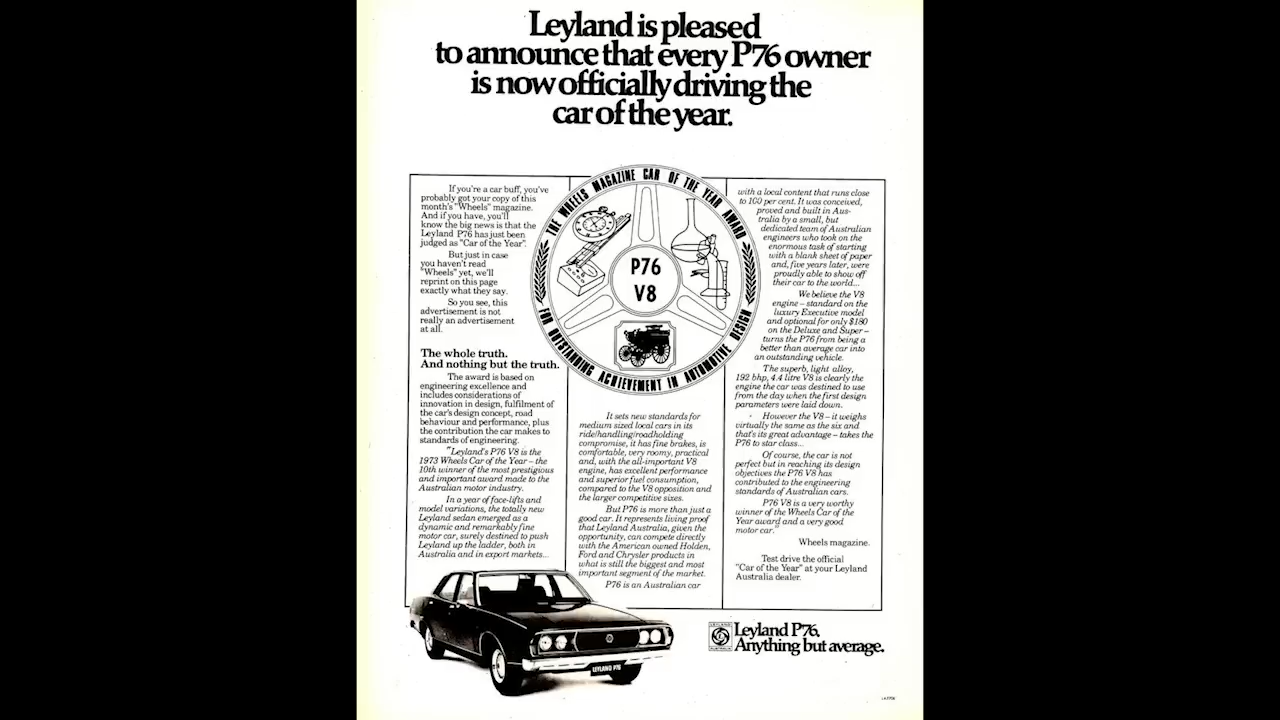 Leyland is pleased
to announce that every P76 owner
is now officially driving the
car of the year.
If you're a car buff, you've
probably got your copy of this
month's "Wheels" magazine.
And if you have, you'll
know the big news is that the
Leyland P76 has just been
judged as "Car of the Year".
But just in case
you haven't read
"Wheels" yet, we'll
reprint on this page
exactly what they say.
So you see, this
advertisement is not
really an advertisement
at all.
The whole truth.
And nothing but the truth.
The award is based on
engineering excellence and
includes considerations of
innovation in design, fulfilment of
the car's design concept, road
behaviour and performance, plus
the contribution the car makes to
standards of engineering.
"Leyland's P76 V8 is the
1973 Wheels Car of the Year – the
10th winner of the most prestigious
and important award made to the
Australian motor industry.
In a year of face-lifts and
model variations, the totally new
Leyland sedan emerged as a
dynamic and remarkably fine
motor car, surely destined to push
Leyland up the ladder, both in
Australia and in export markets...
THE WHEELS MAGAZINE CAR OF THE YEAR AWARD
P76
V8
FOR OUTSTANDING ACHIEVEMENT IN AUTOMOTIVE DESIGN
It sets new standards for
medium sized local cars in its
ride/handling/roadholding
compromise, it has fine brakes, is
comfortable, very roomy, practical
and, with the all-important V8
engine, has excellent performance
and superior fuel consumption,
compared to the V8 opposition and
the larger competitive sixes.
But P76 is more than just a
good car. It represents living proof
that Leyland Australia, given the
opportunity, can compete directly
with the American owned Holden,
Ford and Chrysler products in
what is still the biggest and most
important segment of the market.
P76 is an Australian car
with a local content that runs close
to 100 per cent. It was conceived,
proved and built in Aus-
tralia by a small, but
dedicated team of Australian
engineers who took on the
enormous task of starting
with a blank sheet of paper
and, five years later, were
proudly able to show off
their car to the world...
We believe the V8
engine – standard on the
luxury Executive model
and optional for only $180
on the Deluxe and Super –
turns the P76 from being a
better than average car into
an outstanding vehicle.
The superb, light alloy,
192 bhp, 4.4 litre V8 is clearly the
engine the car was destined to use
from the day when the first design
parameters were laid down.
However the V8 – it weighs
virtually the same as the six and
that's its great advantage – takes the
P76 to star class...
Of course, the car is not
perfect but in reaching its design
objectives the P76 V8 has
contributed to the engineering
standards of Australian cars.
P76 V8 is a very worthy
winner of the Wheels Car of the
Year award and a very good
motor car."
Wheels magazine.
Test drive the official
"Car of the Year" at your Leyland
Australia dealer.
LEYLAND P76
LEYLAND
AUSTRALIA
Leyland P76.
Anything but average.